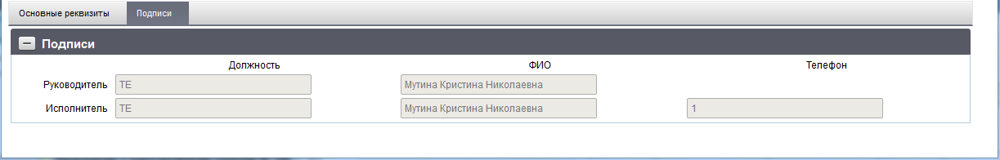 Основные реквизиты Подписи
Подписи
Должность ФИО Телефон
Руководитель ТЕ Мутина Кристина Николаевна
Исполнитель ТЕ Мутина Кристина Николаевна 1